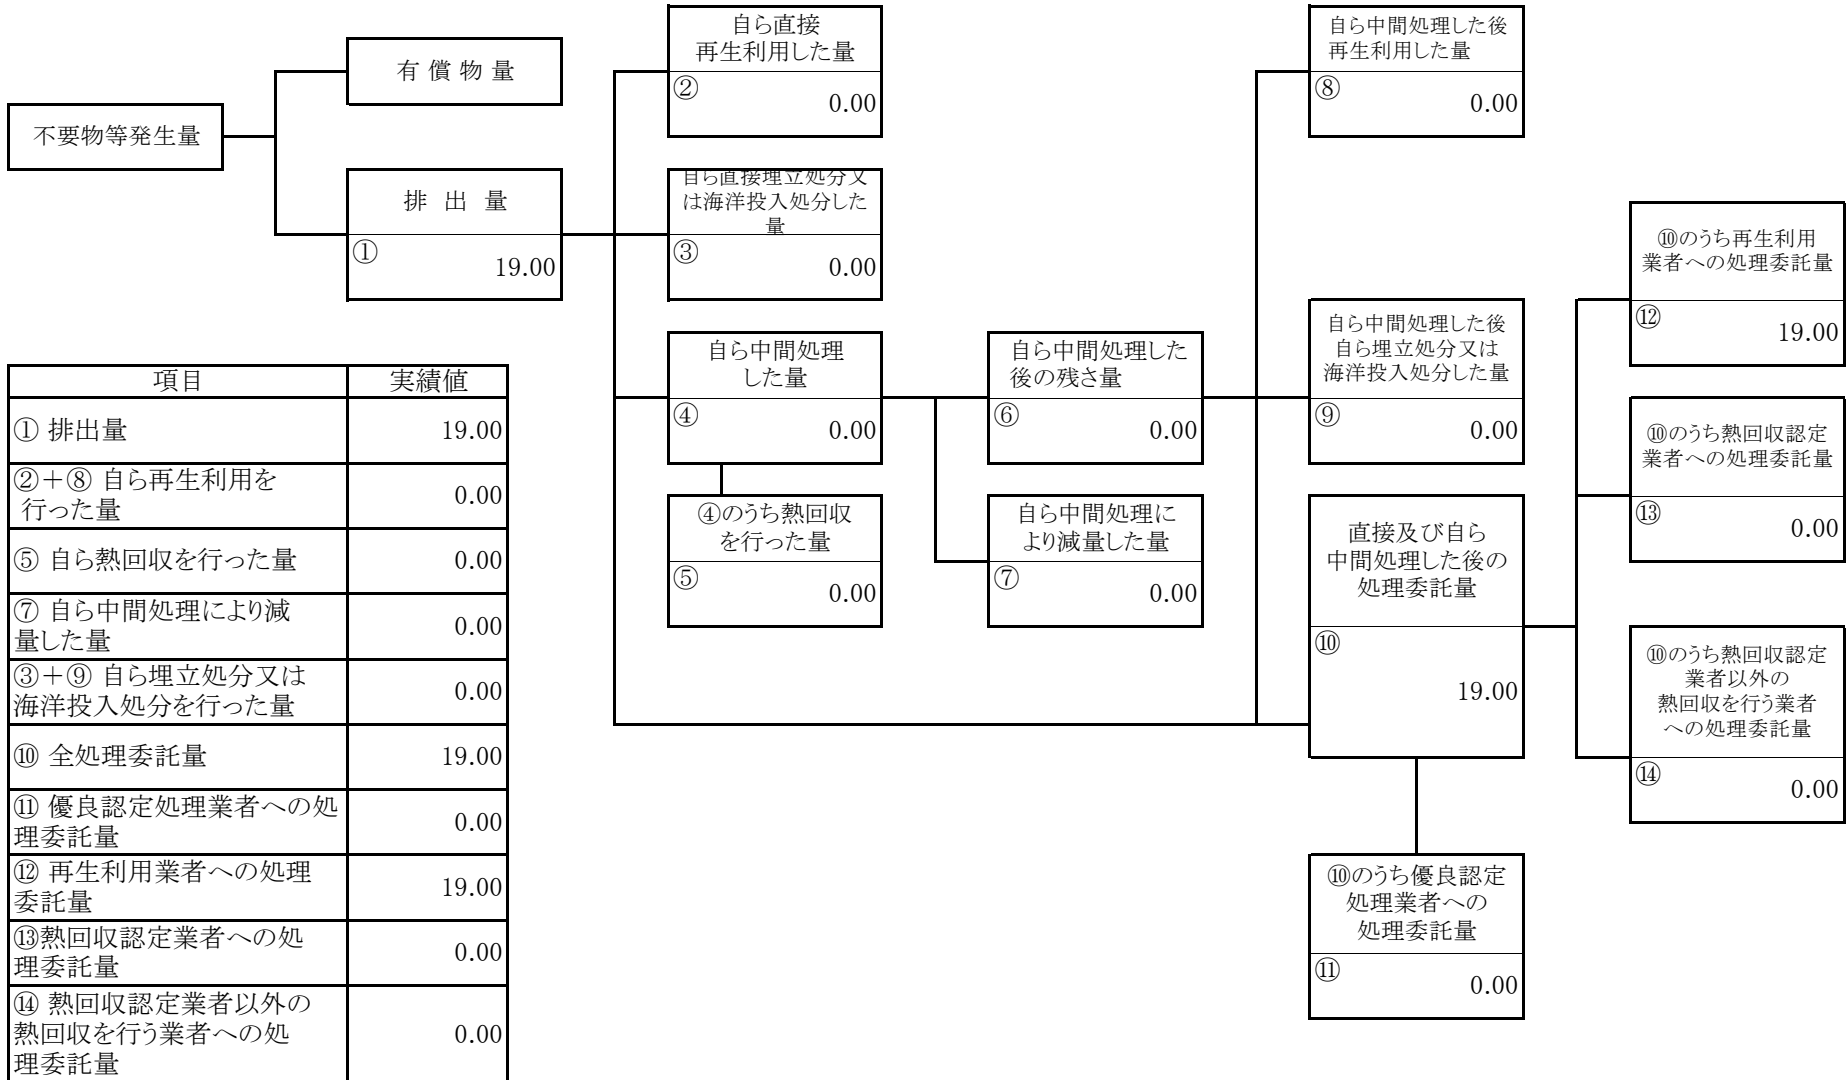 不要物等発生量
有 償 物 量
排 出 量
①
19.00
自ら直接
再生利用した量
②
0.00
自ら直接埋立処分又
は海洋投入処分した
量
③
0.00
自ら中間処理
した量
④
0.00
④のうち熱回収
を行った量
⑤
0.00
自ら中間処理した
後の残さ量
⑥
0.00
自ら中間処理に
より減量した量
⑦
0.00
自ら中間処理した後
再生利用した量
⑧
0.00
自ら中間処理した後
自ら埋立処分又は
海洋投入処分した量
⑨
0.00
直接及び自ら
中間処理した後の
処理委託量
⑩
19.00
⑩のうち優良認定
処理業者への
処理委託量
⑪
0.00
⑩のうち再生利用
業者への処理委託量
⑫
19.00
⑩のうち熱回収認定
業者への処理委託量
⑬
0.00
⑩のうち熱回収認定
業者以外の
熱回収を行う業者
への処理委託量
⑭
0.00
項目 実績値
① 排出量 19.00
②＋⑧ 自ら再生利用を
行った量 0.00
⑤ 自ら熱回収を行った量 0.00
⑦ 自ら中間処理により減
量した量 0.00
③＋⑨ 自ら埋立処分又は
海洋投入処分を行った量 0.00
⑩ 全処理委託量 19.00
⑪ 優良認定処理業者への処
理委託量 0.00
⑫ 再生利用業者への処理
委託量 19.00
⑬熱回収認定業者への処
理委託量 0.00
⑭ 熱回収認定業者以外の
熱回収を行う業者への処
理委託量 0.00